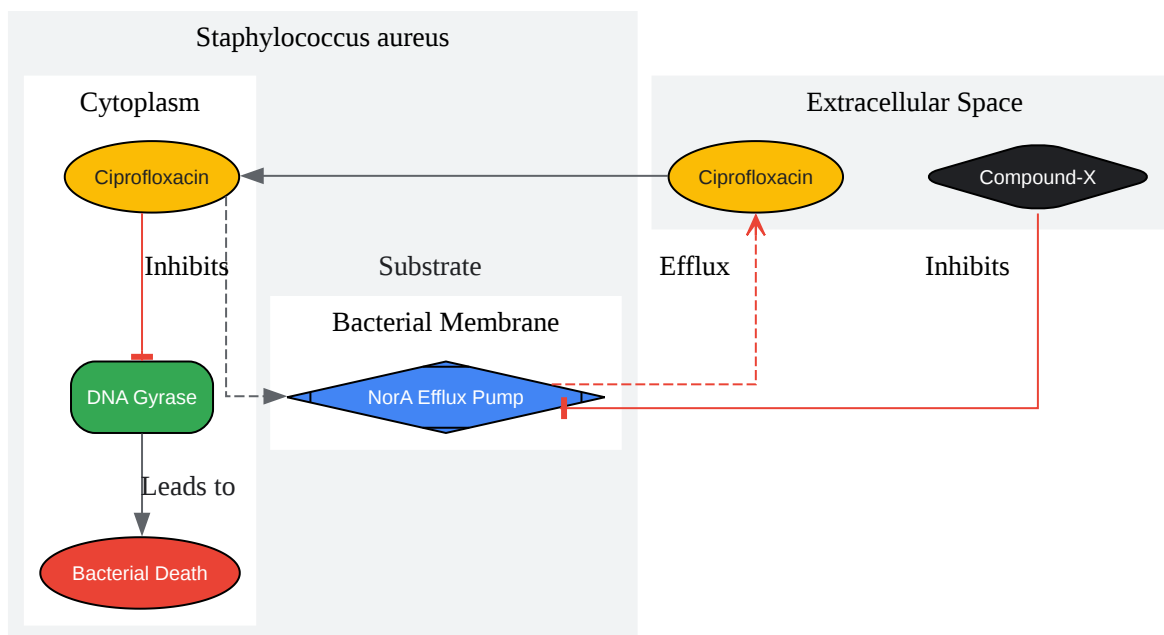 Staphylococcus aureus
Cytoplasm
Extracellular Space
Ciprofloxacin
Ciprofloxacin
Compound-X
Inhibits
Substrate
Efflux
Inhibits
Bacterial Membrane
DNA Gyrase
NorA Efflux Pump
Leads to
Bacterial Death